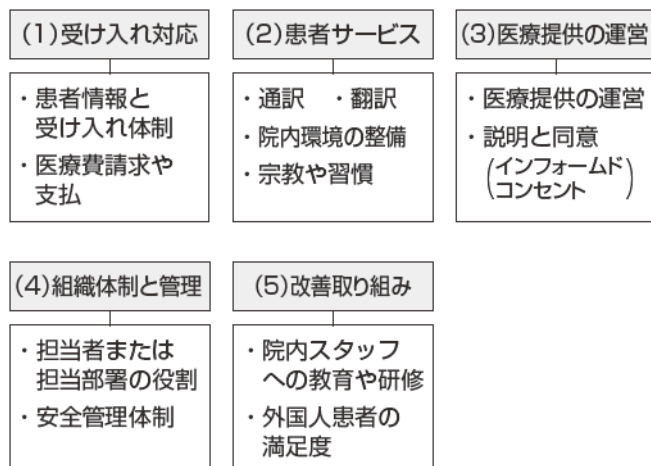 (1)受け入れ対応
・患者情報と
受け入れ体制
・医療費請求や
支払
(2)患者サービス
・通訳 ・翻訳
・院内環境の整備
・宗教や習慣
(3)医療提供の運営
・医療提供の運営
・説明と同意
(インフォームド
コンセント)
(4)組織体制と管理
・担当者または
担当部署の役割
・安全管理体制
(5)改善取り組み
・院内スタッフ
への教育や研修
・外国人患者の
満足度